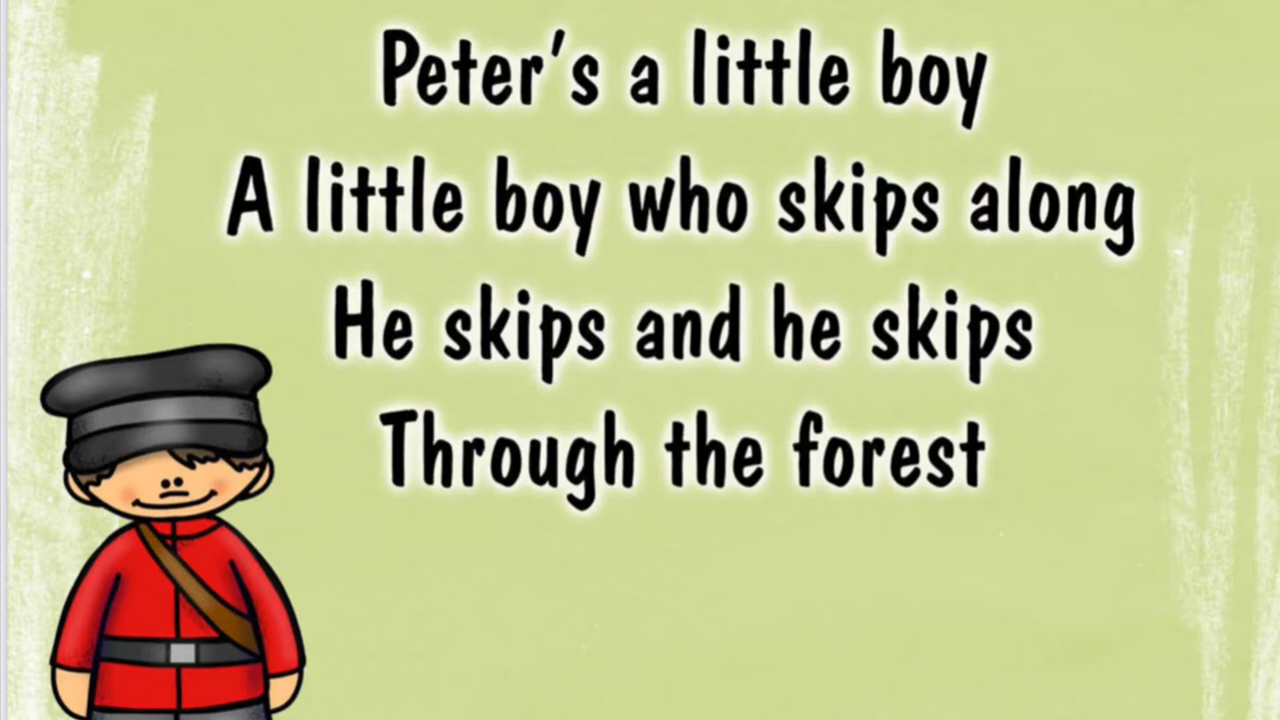 Peter's a little boy
A little boy who skips along
He skips and he skips
Through the forest